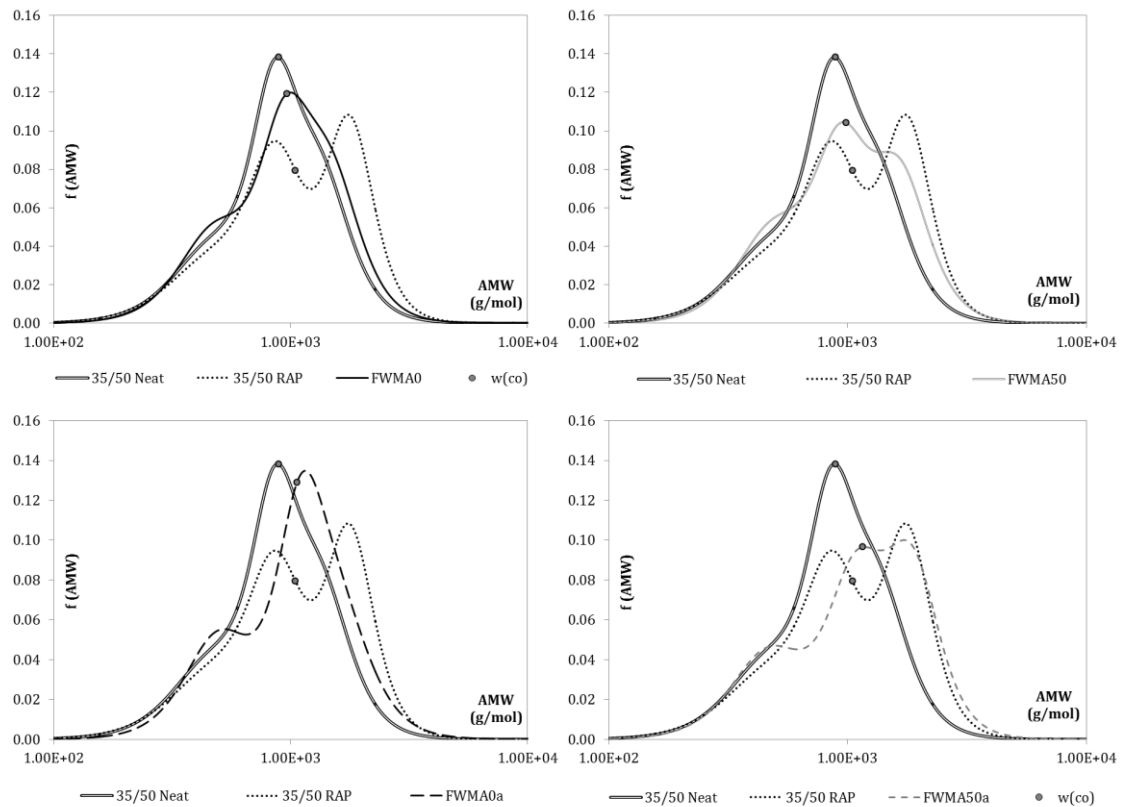 0.16
0.14
0.12
0.10
0.08
0.06
0.04
0.02
0.00
f (AMW)
AMW
(g/mol)
1.00E+02 1.00E+03 1.00E+04
35/50 Neat 35/50 RAP FWMA0 w(co)
0.16
0.14
0.12
0.10
0.08
0.06
0.04
0.02
0.00
f (AMW)
AMW
(g/mol)
1.00E+02 1.00E+03 1.00E+04
35/50 Neat 35/50 RAP FWMA50
0.16
0.14
0.12
0.10
0.08
0.06
0.04
0.02
0.00
f (AMW)
AMW
(g/mol)
1.00E+02 1.00E+03 1.00E+04
35/50 Neat 35/50 RAP FWMA0a
0.16
0.14
0.12
0.10
0.08
0.06
0.04
0.02
0.00
f (AMW)
AMW
(g/mol)
1.00E+02 1.00E+03 1.00E+04
35/50 Neat 35/50 RAP FWMA50a w(co)